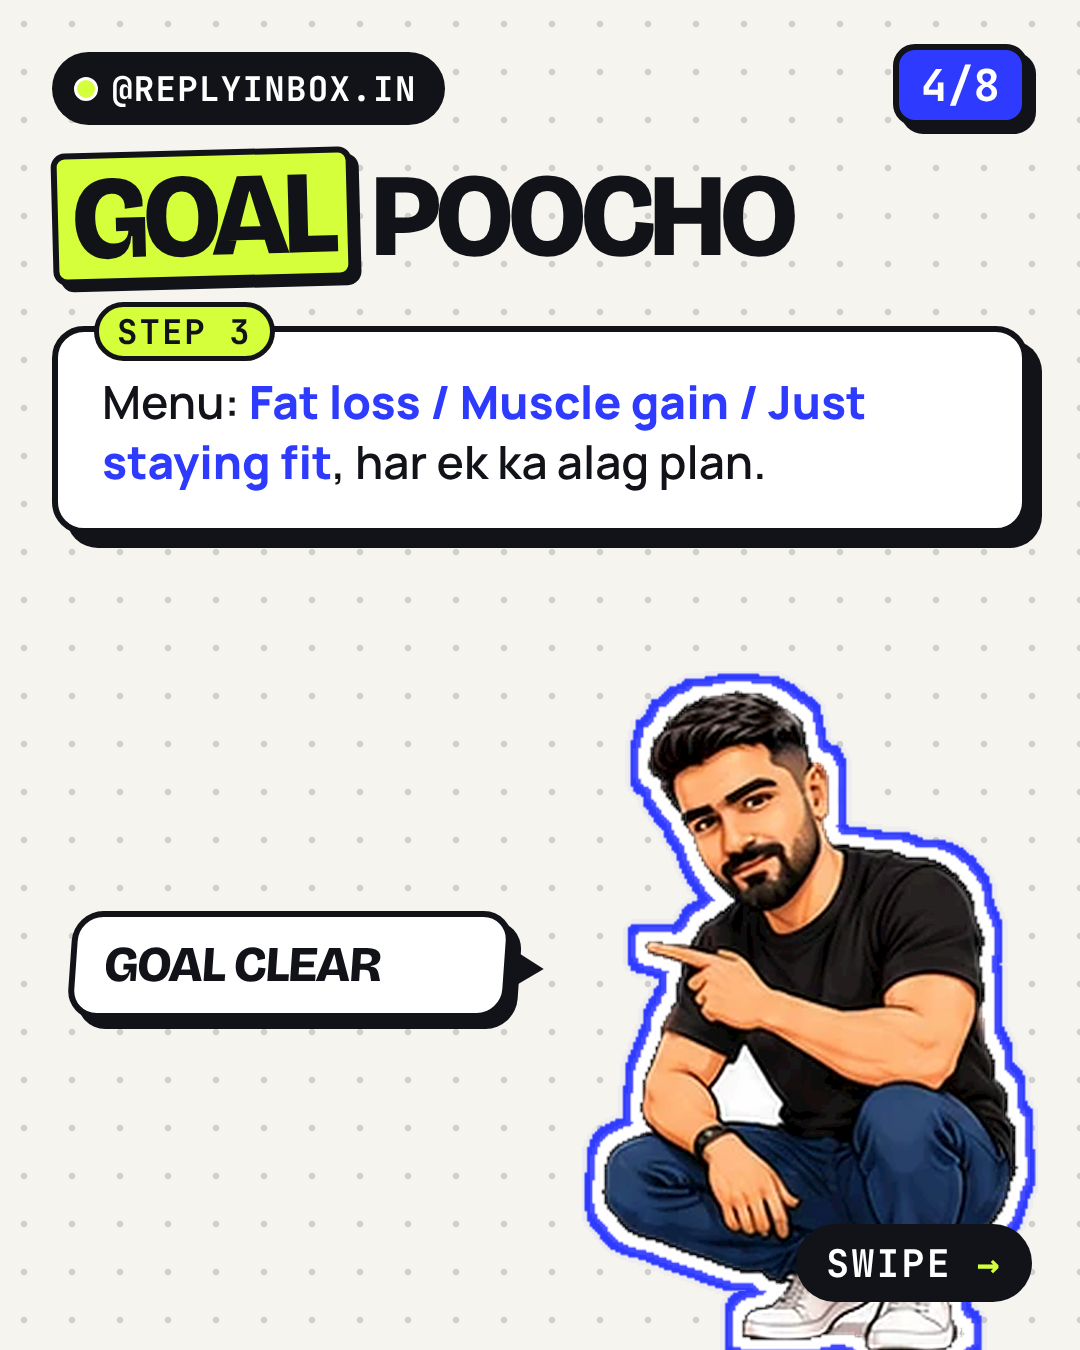 @REPLYINBOX.IN
4/8
GOAL POOCHO
STEP 3
Menu: Fat loss / Muscle gain / Just
staying fit, har ek ka alag plan.
GOAL CLEAR
SWIPE →